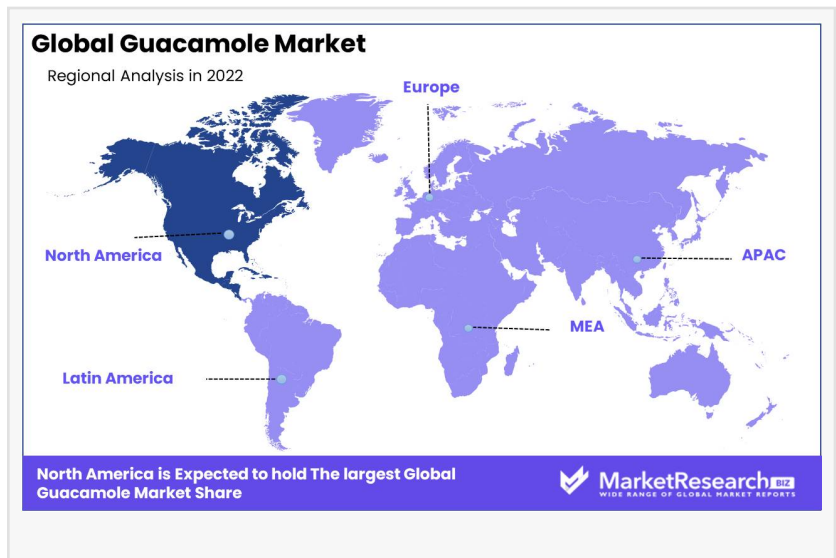 Global Guacamole Market
Regional Analysis in 2022
Europe
North America
APAC
MEA
Latin America
North America is Expected to hold The largest Global
Guacamole Market Share
MarketResearch BIZ
WIDE RANGE OF GLOBAL MARKET REPORTS